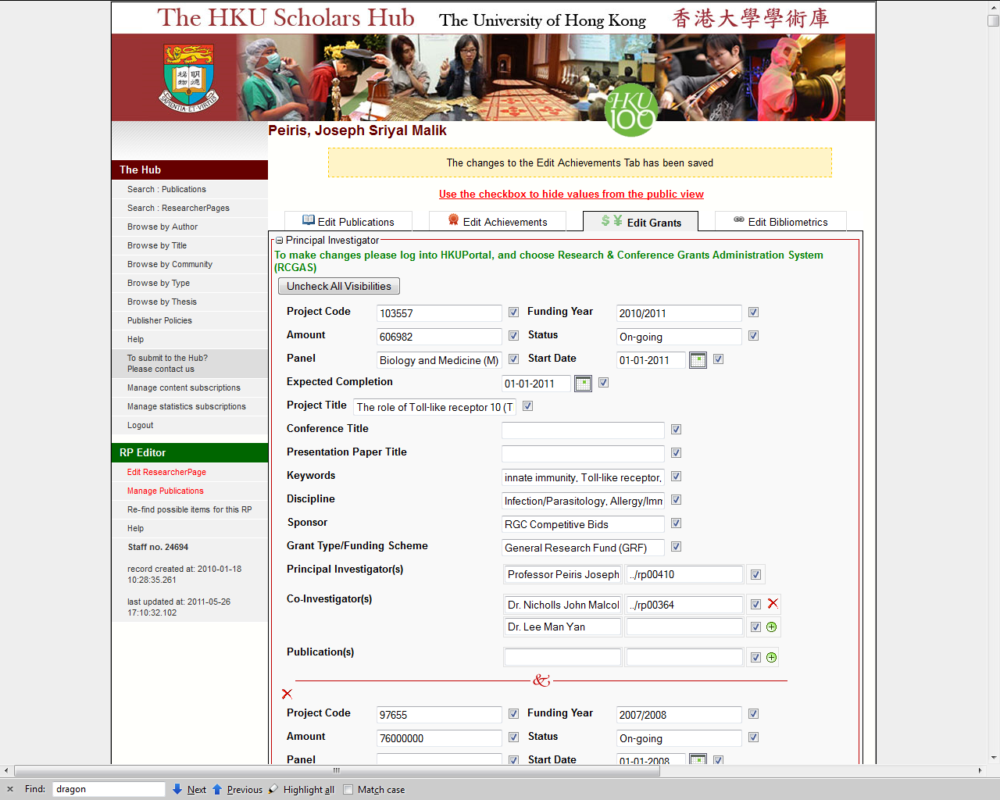 The HKU Scholars Hub The University of Hong Kong 香港大學學術庫
明德格物
SAPIENTIA·ET·VIRTVS
HKU
100
Peiris, Joseph Sriyal Malik
The changes to the Edit Achievements Tab has been saved
Use the checkbox to hide values from the public view
The Hub
Search : Publications
Search : ResearcherPages
Browse by Author
Browse by Title
Browse by Community
Browse by Type
Browse by Thesis
Publisher Policies
Help
To submit to the Hub?
Please contact us
Manage content subscriptions
Manage statistics subscriptions
Logout
RP Editor
Edit ResearcherPage
Manage Publications
Re-find possible items for this RP
Help
Staff no. 24694
record created at: 2010-01-18
10:28:35.261
last updated at: 2011-05-26
17:10:32.102
Edit Publications Edit Achievements $ ¥ Edit Grants Edit Bibliometrics
Principal Investigator
To make changes please log into HKUPortal, and choose Research & Conference Grants Administration System
(RCGAS)
Uncheck All Visibilities
Project Code 103557 Funding Year 2010/2011
Amount 606982 Status On-going
Panel Biology and Medicine (M) Start Date 01-01-2011
Expected Completion 01-01-2011
Project Title The role of Toll-like receptor 10 (T
Conference Title
Presentation Paper Title
Keywords innate immunity, Toll-like receptor,
Discipline Infection/Parasitology, Allergy/Imn
Sponsor RGC Competitive Bids
Grant Type/Funding Scheme General Research Fund (GRF)
Principal Investigator(s) Professor Peiris Joseph ../rp00410
Co-Investigator(s) Dr. Nicholls John Malcol ../rp00364
Dr. Lee Man Yan
Publication(s)
&
Project Code 97655 Funding Year 2007/2008
Amount 76000000 Status On-going
Panel Start Date 01-01-2008
Find: dragon Next Previous Highlight all Match case